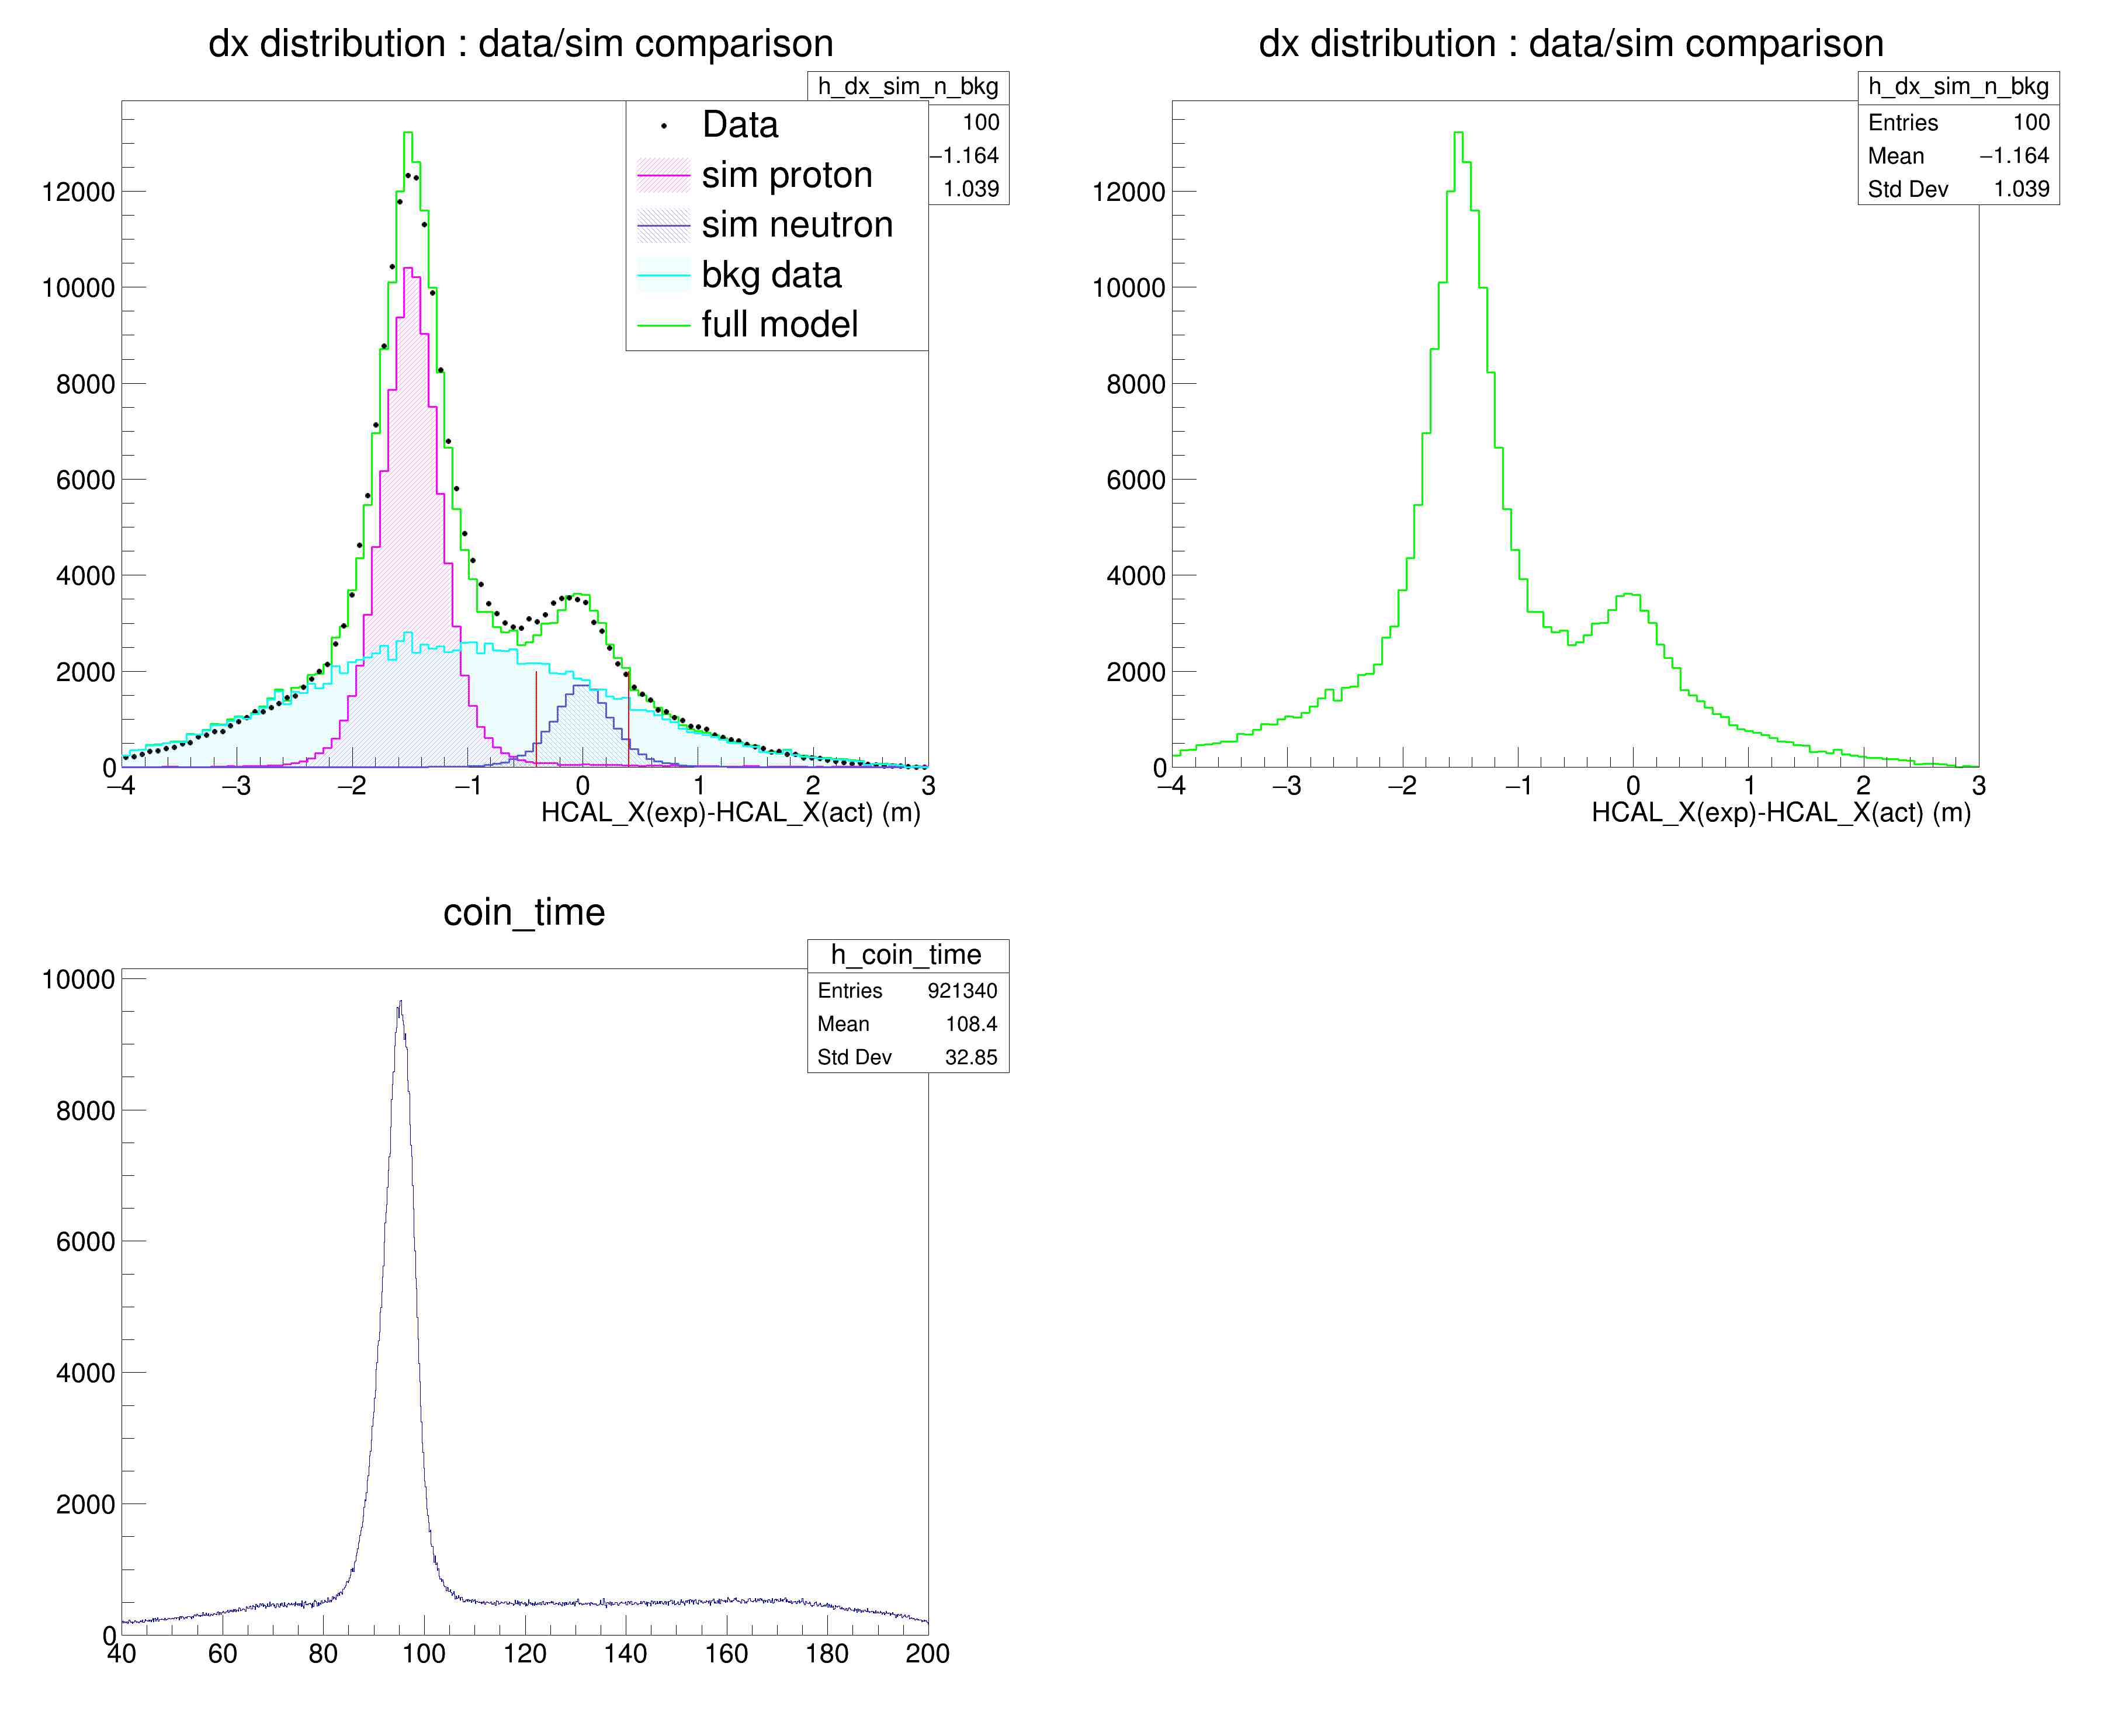 dx distribution : data/sim comparison
h_dx_sim_n_bkg
100
−1.164
1.039
Data
sim proton
sim neutron
bkg data
full model
12000
10000
8000
6000
4000
2000
0
−4 −3 −2 −1 0 1 2 3
HCAL_X(exp)-HCAL_X(act) (m)
dx distribution : data/sim comparison
h_dx_sim_n_bkg
Entries 100
Mean −1.164
Std Dev 1.039
12000
10000
8000
6000
4000
2000
0
−4 −3 −2 −1 0 1 2 3
HCAL_X(exp)-HCAL_X(act) (m)
coin_time
h_coin_time
Entries 921340
Mean 108.4
Std Dev 32.85
10000
8000
6000
4000
2000
0
40 60 80 100 120 140 160 180 200